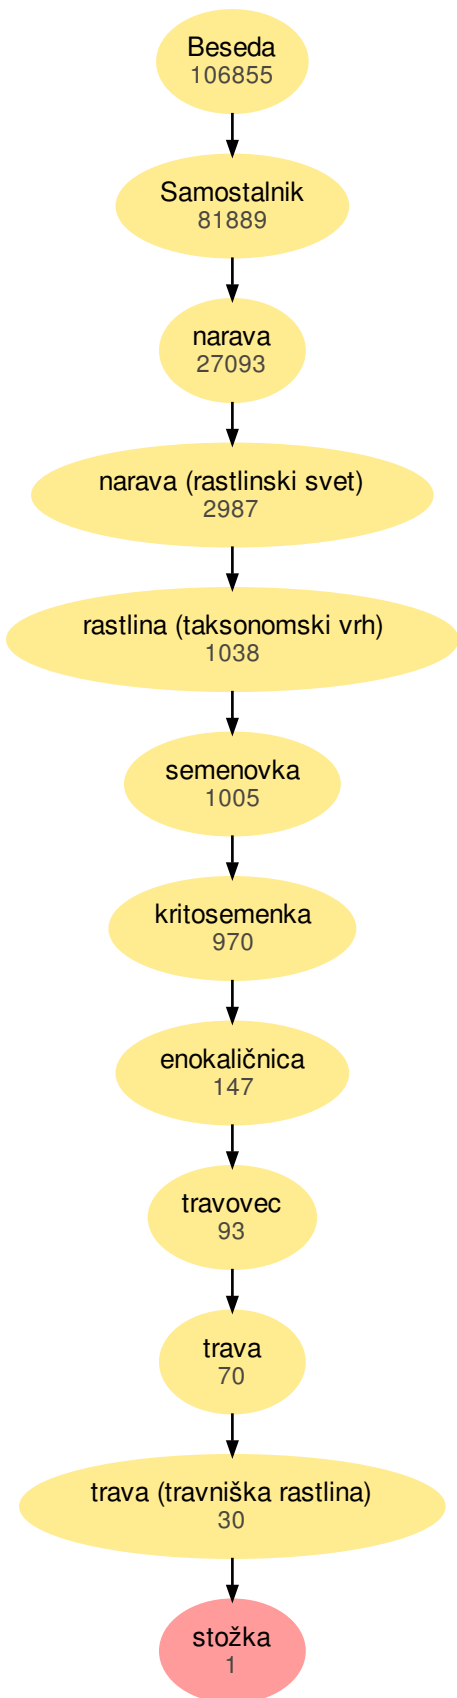 Beseda
106855
Samostalnik
81889
narava
27093
narava (rastlinski svet)
2987
rastlina (taksonomski vrh)
1038
semenovka
1005
kritosemenka
970
enokaličnica
147
travovec
93
trava
70
trava (travniška rastlina)
30
stožka
1